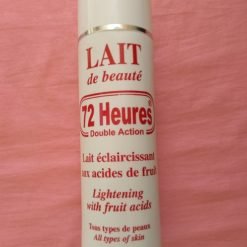 LAIT
de beauté
72 Heures®
Double Action
Lait éclaircissant
aux acides de fruit
Lightening
with fruit acids
Tous types de peaux
All types of skin